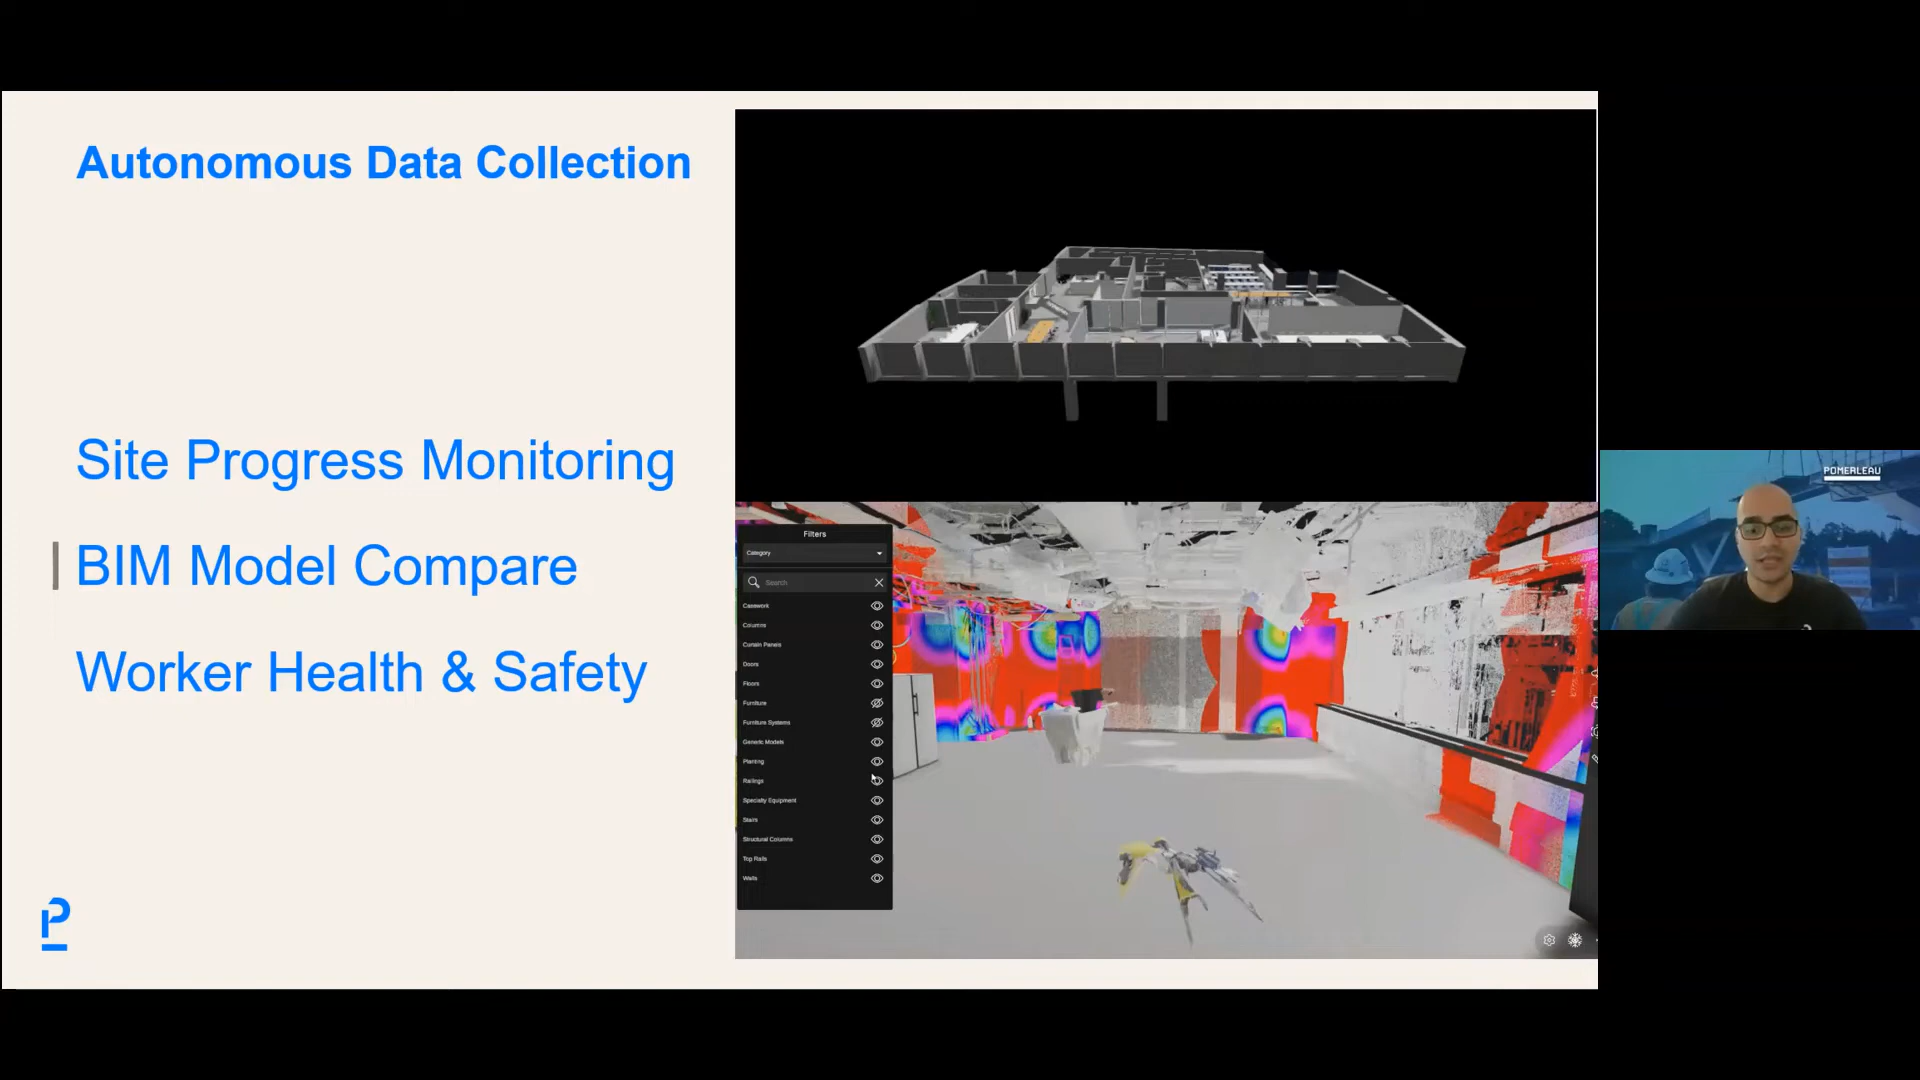 Autonomous Data Collection
Site Progress Monitoring
BIM Model Compare
Worker Health & Safety
Filters
Category
Search
Casework
Columns
Curtain Panels
Doors
Floors
Furniture
Furniture Systems
Generic Models
Planting
Railings
Specialty Equipment
Stairs
Structural Columns
Top Rails
Walls
POMERLEAU